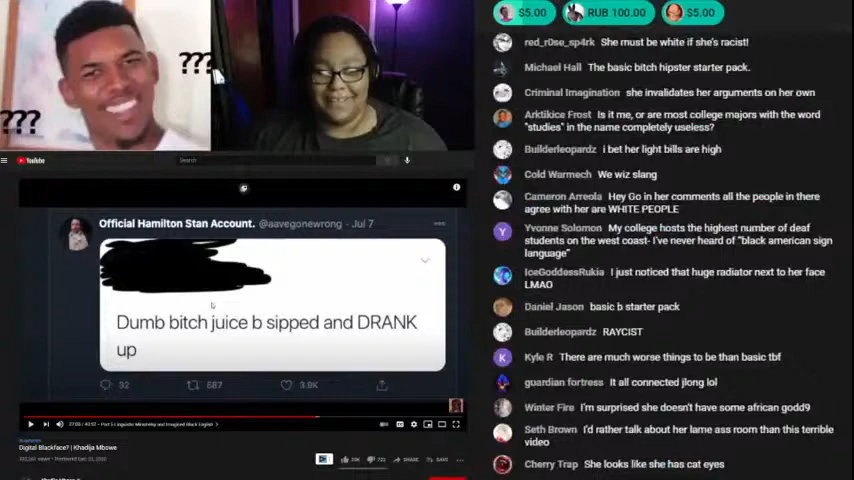 ???
???
YouTube
Search
Official Hamilton Stan Account. @aavegonewrong · Jul 7
Dumb bitch juice b sipped and DRANK
up
32
587
3.9K
Digital Blackface? | Khadija Mbowe
SHARE
SAVE
$5.00
RUB 100.00
$5.00
red_r0se_sp4rk She must be white if she's racist!
Michael Hall The basic bitch hipster starter pack.
Criminal Imagination she invalidates her arguments on her own
Arktikice Frost Is it me, or are most college majors with the word
"studies" in the name completely useless?
Builderleopardz i bet her light bills are high
Cold Warmech We wiz slang
Cameron Arreola Hey Go in her comments all the people in there
agree with her are WHITE PEOPLE
Y
Yvonne Solomon My college hosts the highest number of deaf
students on the west coast- I've never heard of "black american sign
language"
IceGoddessRukia I just noticed that huge radiator next to her face
LMAO
Daniel Jason basic b starter pack
Builderleopardz RAYCIST
K
Kyle R There are much worse things to be than basic tbf
guardian fortress It all connected jlong lol
Winter Fire I'm surprised she doesn't have some african godd9
Seth Brown I'd rather talk about her lame ass room than this terrible
video
Cherry Trap She looks like she has cat eyes